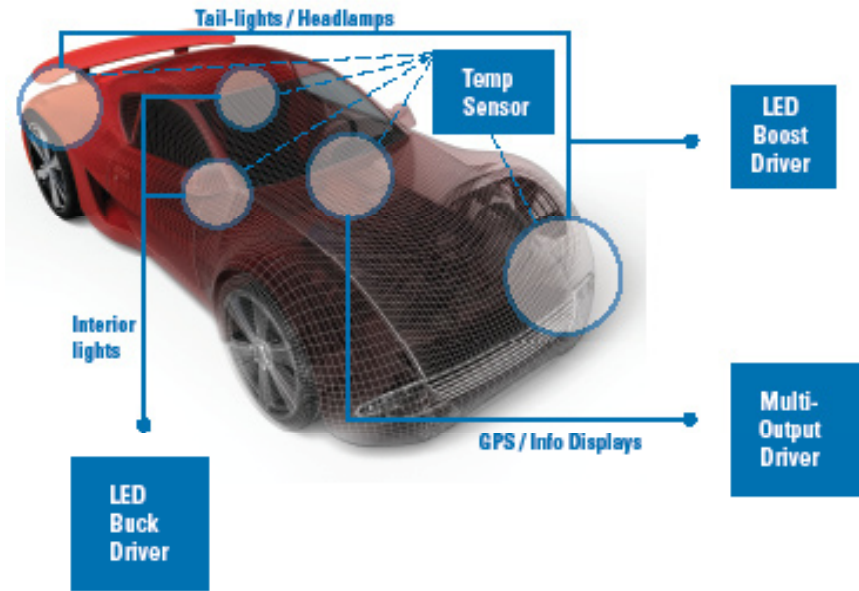 Tail-lights / Headlamps
Temp
Sensor
LED
Boost
Driver
Interior
lights
GPS / Info Displays
Multi-
Output
Driver
LED
Buck
Driver